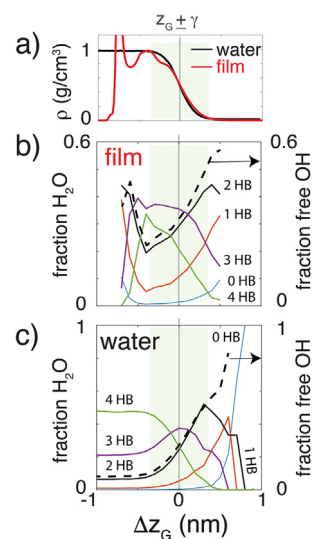 z_G ± γ
a)
1
0
ρ (g/cm³)
water
film
b)
0.6
0.6
film
2 HB
1 HB
3 HB
0 HB
4 HB
0
0
fraction H₂O
fraction free OH
c)
1
1
water
0 HB
4 HB
3 HB
2 HB
1 HB
0
0
fraction H₂O
fraction free OH
-1
0
1
Δz_G (nm)